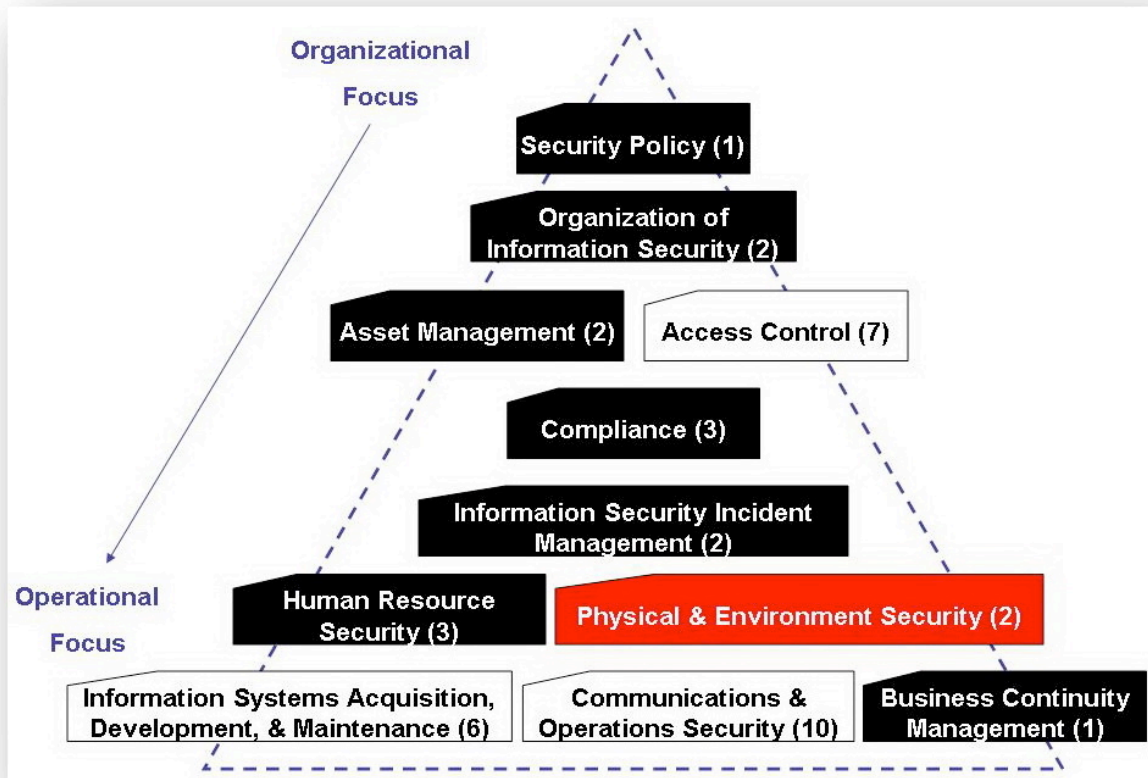 Organizational
Focus
Security Policy (1)
Organization of
Information Security (2)
Asset Management (2)
Access Control (7)
Compliance (3)
Information Security Incident
Management (2)
Operational
Focus
Human Resource
Security (3)
Physical & Environment Security (2)
Information Systems Acquisition,
Development, & Maintenance (6)
Communications &
Operations Security (10)
Business Continuity
Management (1)